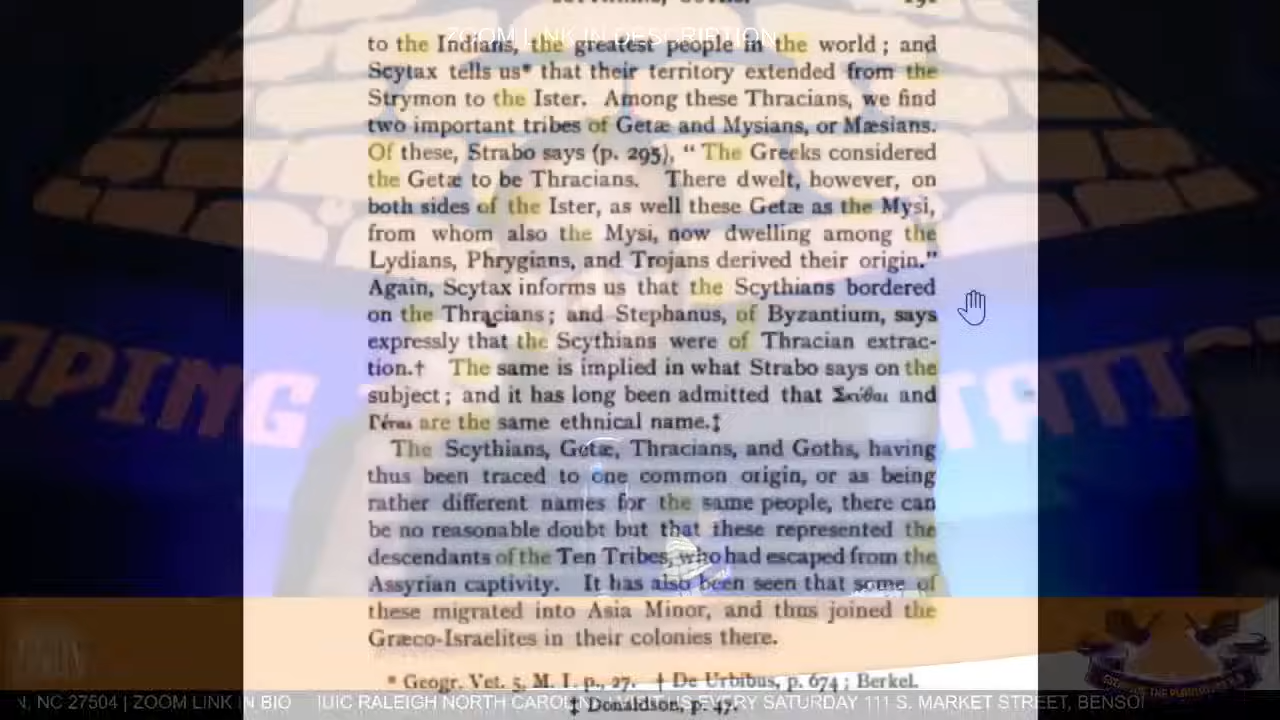 ZOOM LINK IN DESCRIPTION
to the Indians, the greatest people in the world ; and
Scytax tells us* that their territory extended from the
Strymon to the Ister. Among these Thracians, we find
two important tribes of Getæ and Mysians, or Mæsians.
Of these, Strabo says (p. 295), “ The Greeks considered
the Getæ to be Thracians. There dwelt, however, on
both sides of the Ister, as well these Getæ as the Mysi,
from whom also the Mysi, now dwelling among the
Lydians, Phrygians, and Trojans derived their origin.”
Again, Scytax informs us that the Scythians bordered
on the Thracians ; and Stephanus, of Byzantium, says
expressly that the Scythians were of Thracian extrac-
tion.† The same is implied in what Strabo says on the
subject ; and it has long been admitted that Σκύθαι and
Γέται are the same ethnical name.‡
The Scythians, Getæ, Thracians, and Goths, having
thus been traced to one common origin, or as being
rather different names for the same people, there can
be no reasonable doubt but that these represented the
descendants of the Ten Tribes, who had escaped from the
Assyrian captivity. It has also been seen that some of
these migrated into Asia Minor, and thus joined the
Græco-Israelites in their colonies there.
* Geogr. Vet. 5, M. I. p., 27. † De Urbibus, p. 674 ; Berkel.
‡ Donaldson, p. 47.
N, NC 27504 | ZOOM LINK IN BIO IUIC RALEIGH NORTH CAROL US EVERY SATURDAY 111 S. MARKET STREET, BENSO